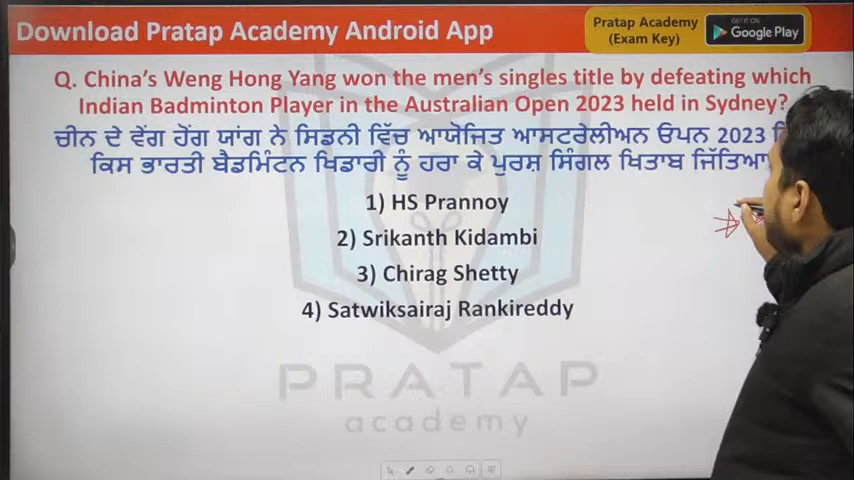 Download Pratap Academy Android App
Pratap Academy
(Exam Key)
GET IT ON
Google Play
Q. China's Weng Hong Yang won the men's singles title by defeating which
Indian Badminton Player in the Australian Open 2023 held in Sydney?
ਚੀਨ ਦੇ ਵੇਂਗ ਹੋਂਗ ਯਾਂਗ ਨੇ ਸਿਡਨੀ ਵਿੱਚ ਆਯੋਜਿਤ ਆਸਟਰੇਲੀਅਨ ਓਪਨ 2023
ਕਿਸ ਭਾਰਤੀ ਬੈਡਮਿੰਟਨ ਖਿਡਾਰੀ ਨੂੰ ਹਰਾ ਕੇ ਪੁਰਸ਼ ਸਿੰਗਲ ਖਿਤਾਬ ਜਿੱਤਿਆ
1) HS Prannoy
2) Srikanth Kidambi
3) Chirag Shetty
4) Satwiksairaj Rankireddy
PRATAP
academy